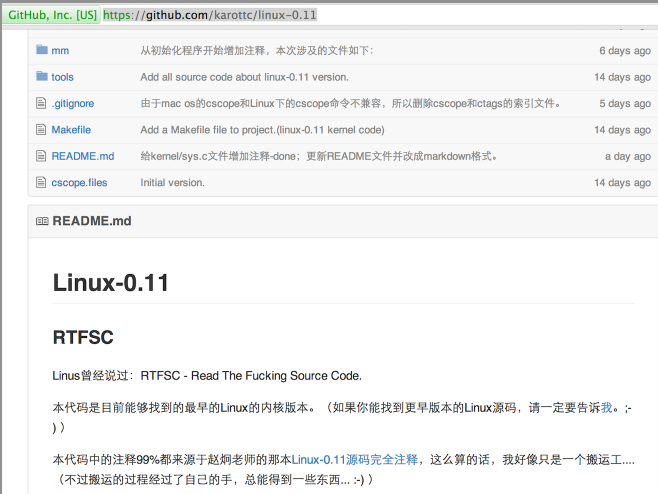 GitHub, Inc. [US] https://github.com/karottc/linux-0.11
mm 从初始化程序开始增加注释，本次涉及的文件如下： 6 days ago
tools Add all source code about linux-0.11 version. 14 days ago
.gitignore 由于mac os的cscope和Linux下的cscope命令不兼容，所以删除cscope和ctags的索引文件。 5 days ago
Makefile Add a Makefile file to project.(linux-0.11 kernel code) 14 days ago
README.md 给kernel/sys.c文件增加注释-done；更新README文件并改成markdown格式。 a day ago
cscope.files Initial version. 14 days ago
README.md
Linux-0.11
RTFSC
Linus曾经说过：RTFSC - Read The Fucking Source Code.
本代码是目前能够找到的最早的Linux的内核版本。（如果你能找到更早版本的Linux源码，请一定要告诉我。;-
) ）
本代码中的注释99%都来源于赵炯老师的那本Linux-0.11源码完全注释，这么算的话，我好像只是一个搬运工....
（不过搬运的过程经过了自己的手，总能得到一些东西... :-) ）